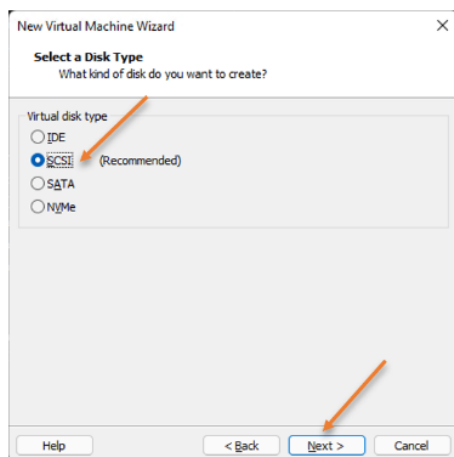 New Virtual Machine Wizard
Select a Disk Type
What kind of disk do you want to create?
Virtual disk type
IDE
SCSI (Recommended)
SATA
NVMe
Help < Back Next > Cancel